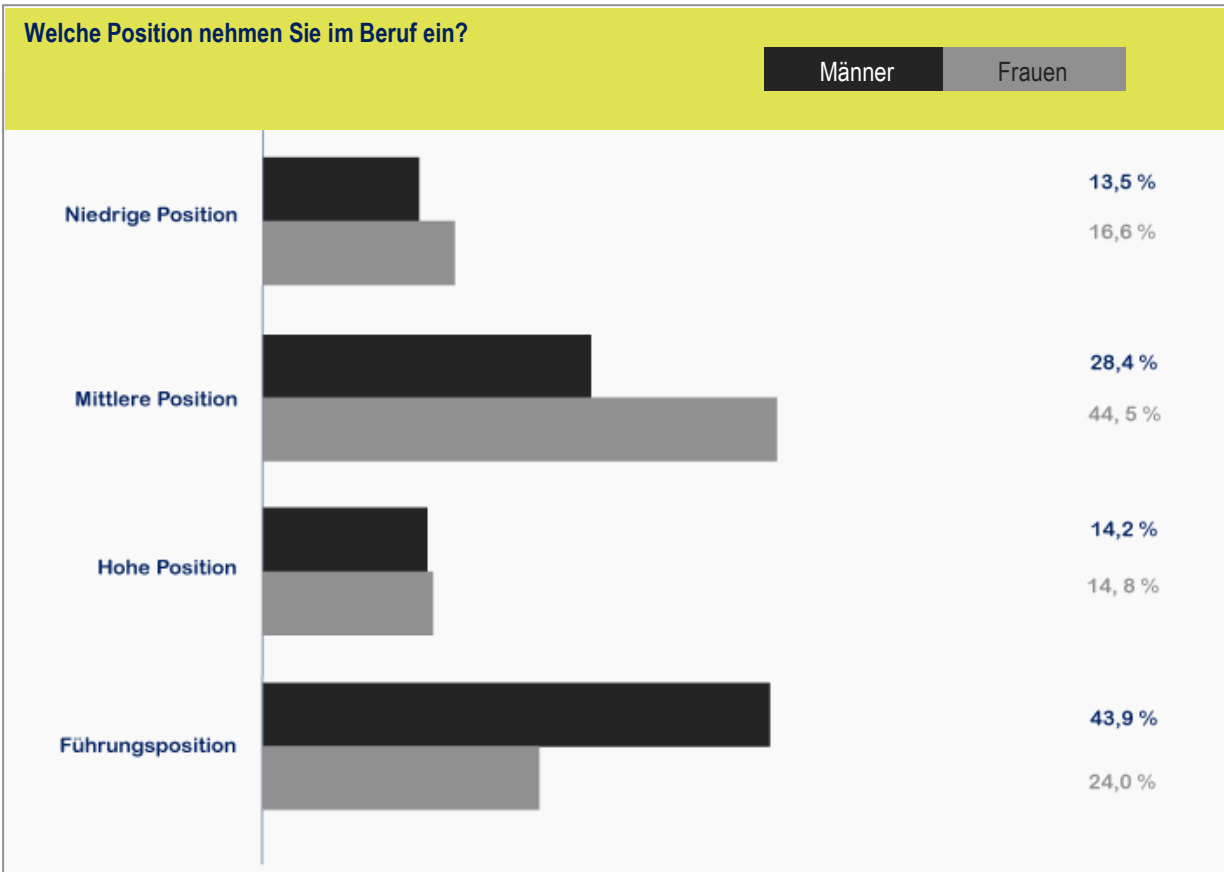 Welche Position nehmen Sie im Beruf ein?
Männer Frauen
Niedrige Position
13,5 %
16,6 %
Mittlere Position
28,4 %
44, 5 %
Hohe Position
14,2 %
14, 8 %
Führungsposition
43,9 %
24,0 %